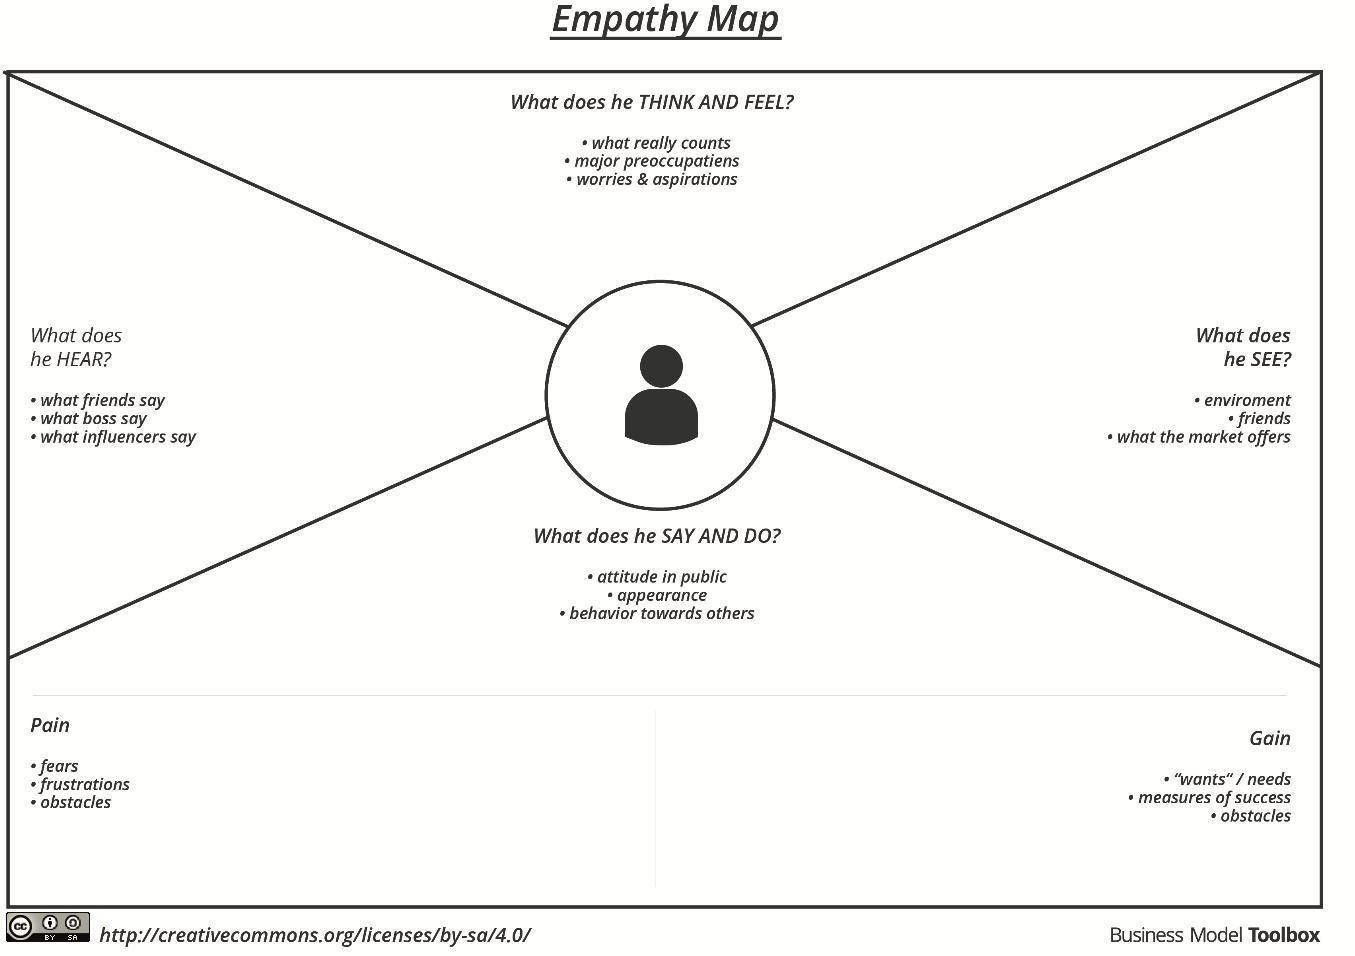 Empathy Map
What does he THINK AND FEEL?
• what really counts
• major preoccupatiens
• worries & aspirations
What does
he HEAR?
• what friends say
• what boss say
• what influencers say
What does
he SEE?
• enviroment
• friends
• what the market offers
What does he SAY AND DO?
• attitude in public
• appearance
• behavior towards others
Pain
• fears
• frustrations
• obstacles
Gain
• “wants“ / needs
• measures of success
• obstacles
cc BY SA
http://creativecommons.org/licenses/by-sa/4.0/
Business Model Toolbox